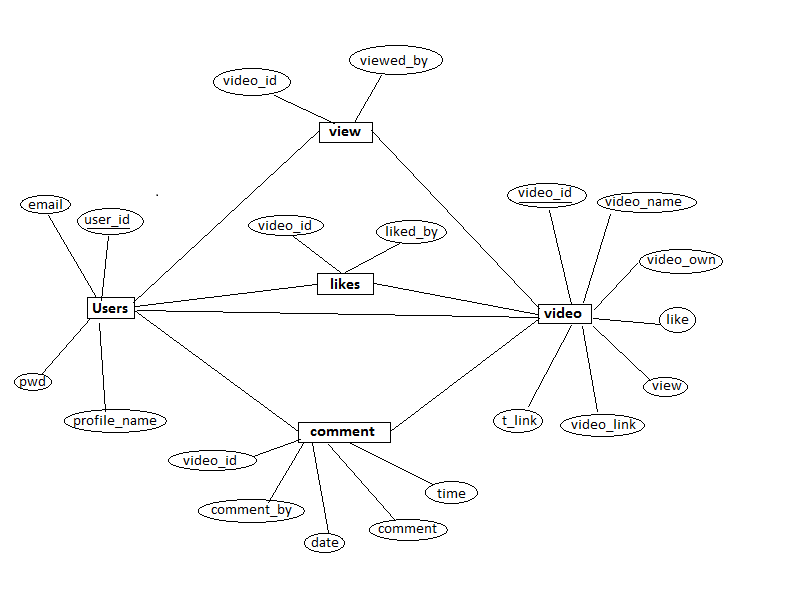 viewed_by
video_id
view
video_id
video_name
email
user_id
video_id
liked_by
video_own
likes
Users
video
like
pwd
view
profile_name
t_link
video_link
comment
video_id
time
comment_by
comment
date